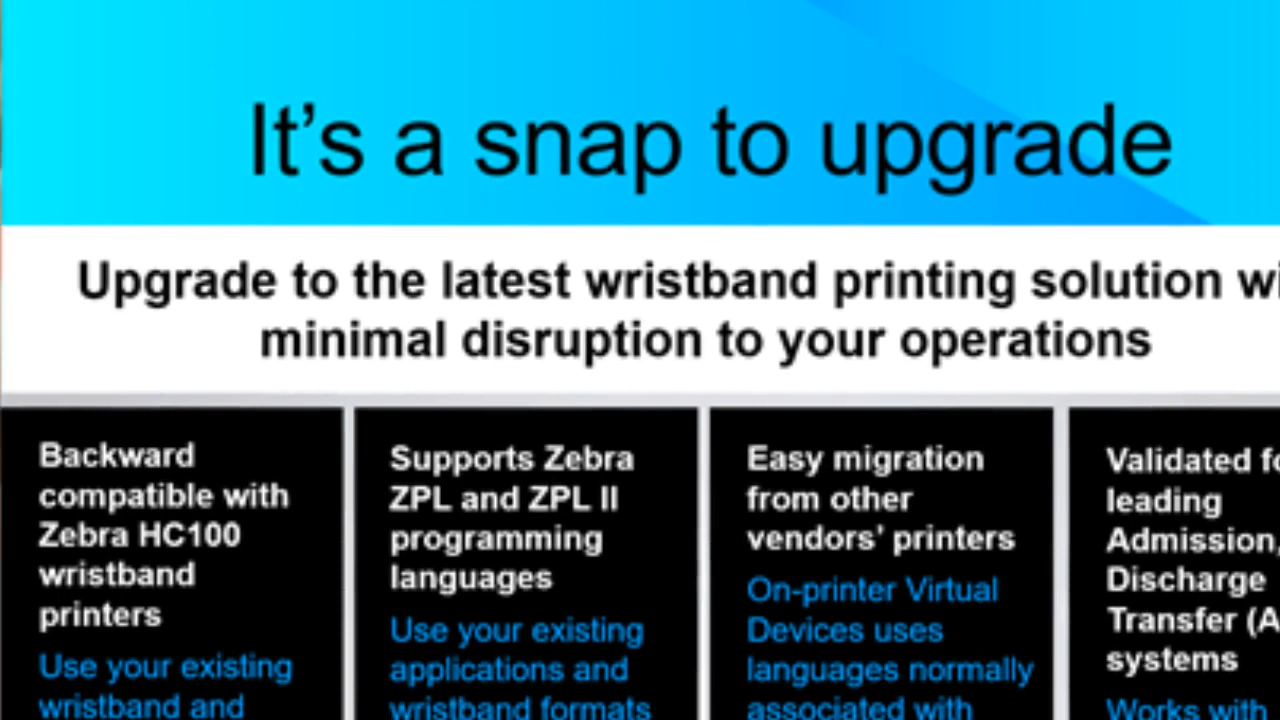 It's a snap to upgrade
Upgrade to the latest wristband printing solution
minimal disruption to your operations
Backward
compatible with
Zebra HC100
wristband
printers
Use your existing
wristband and
Supports Zebra
ZPL and ZPL II
programming
languages
Use your existing
applications and
wristband formats
Easy migration
from other
vendors' printers
On-printer Virtual
Devices uses
languages normally
associated with
Validated
leading
Admission,
Discharge
Transfer
systems
Works with